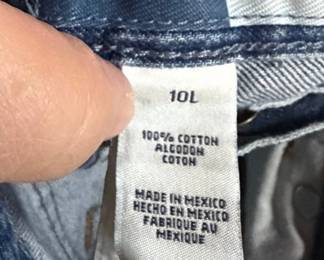 10L
100% COTTON
ALGODON
COTON
MADE IN MEXICO
HECHO EN MEXICO
FABRIQUE AU
MEXIQUE